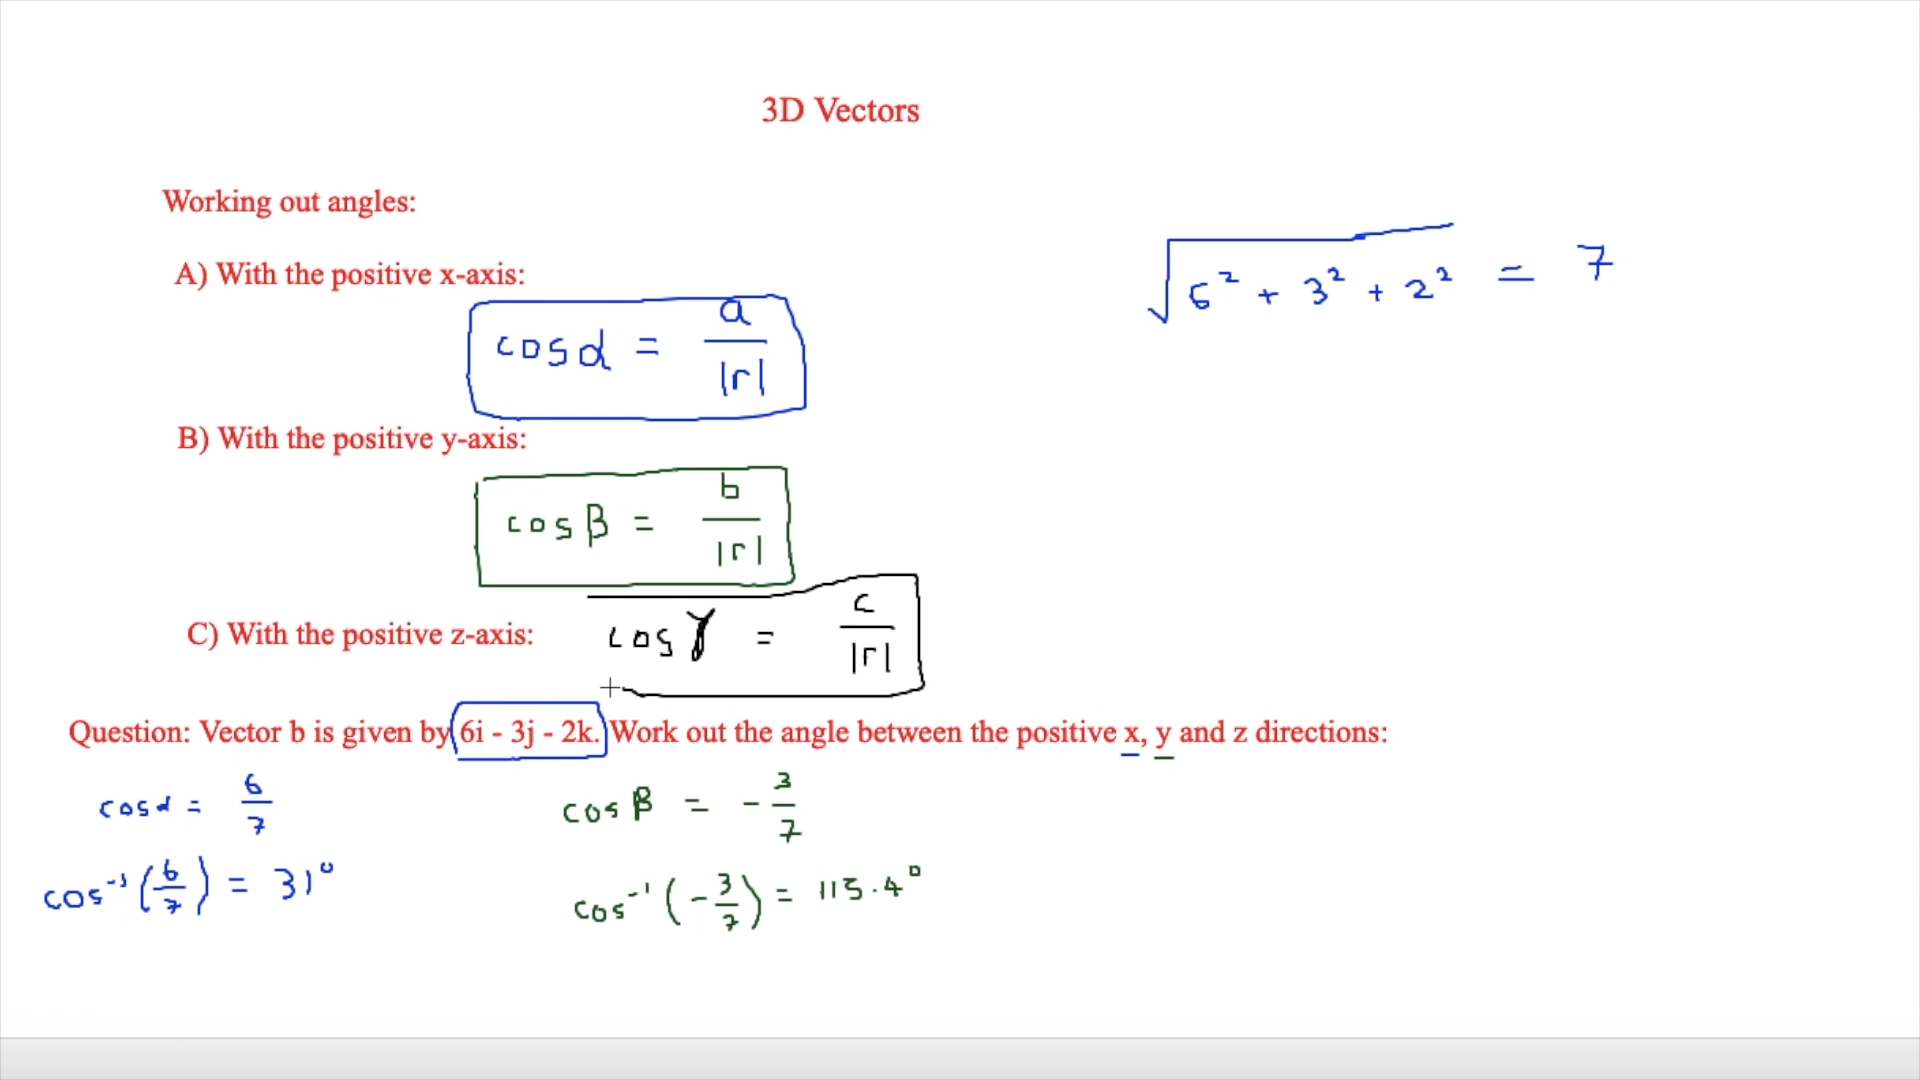 3D Vectors
Working out angles:
√6² + 3² + 2² = 7
A) With the positive x-axis:
cos α = a/|r|
B) With the positive y-axis:
cos β = b/|r|
C) With the positive z-axis: cos γ = c/|r|
Question: Vector b is given by 6i - 3j - 2k. Work out the angle between the positive x, y and z directions:
cos α = 6/7 cos β = - 3/7
cos⁻¹ (6/7) = 31° cos⁻¹ (-3/7) = 115.4°